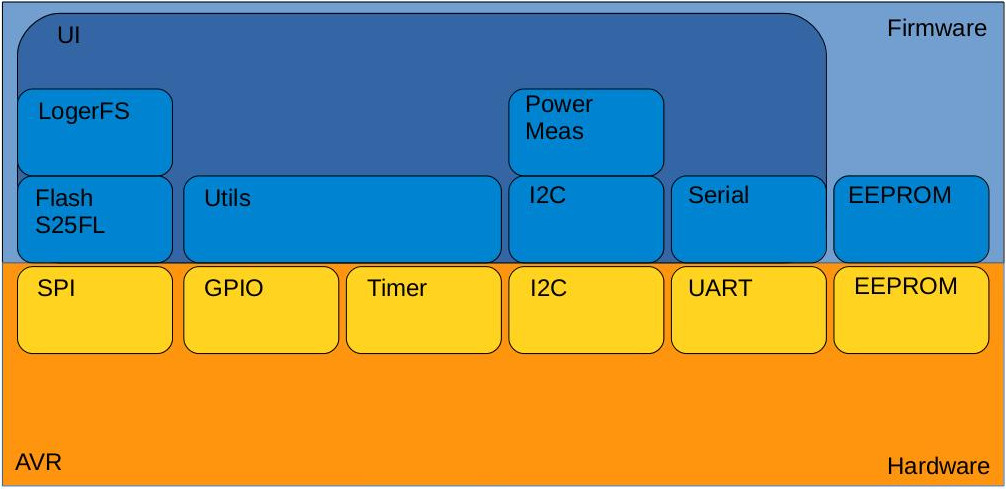 UI
Firmware
LogerFS
Power
Meas
Flash
S25FL
Utils
I2C
Serial
EEPROM
SPI
GPIO
Timer
I2C
UART
EEPROM
AVR
Hardware